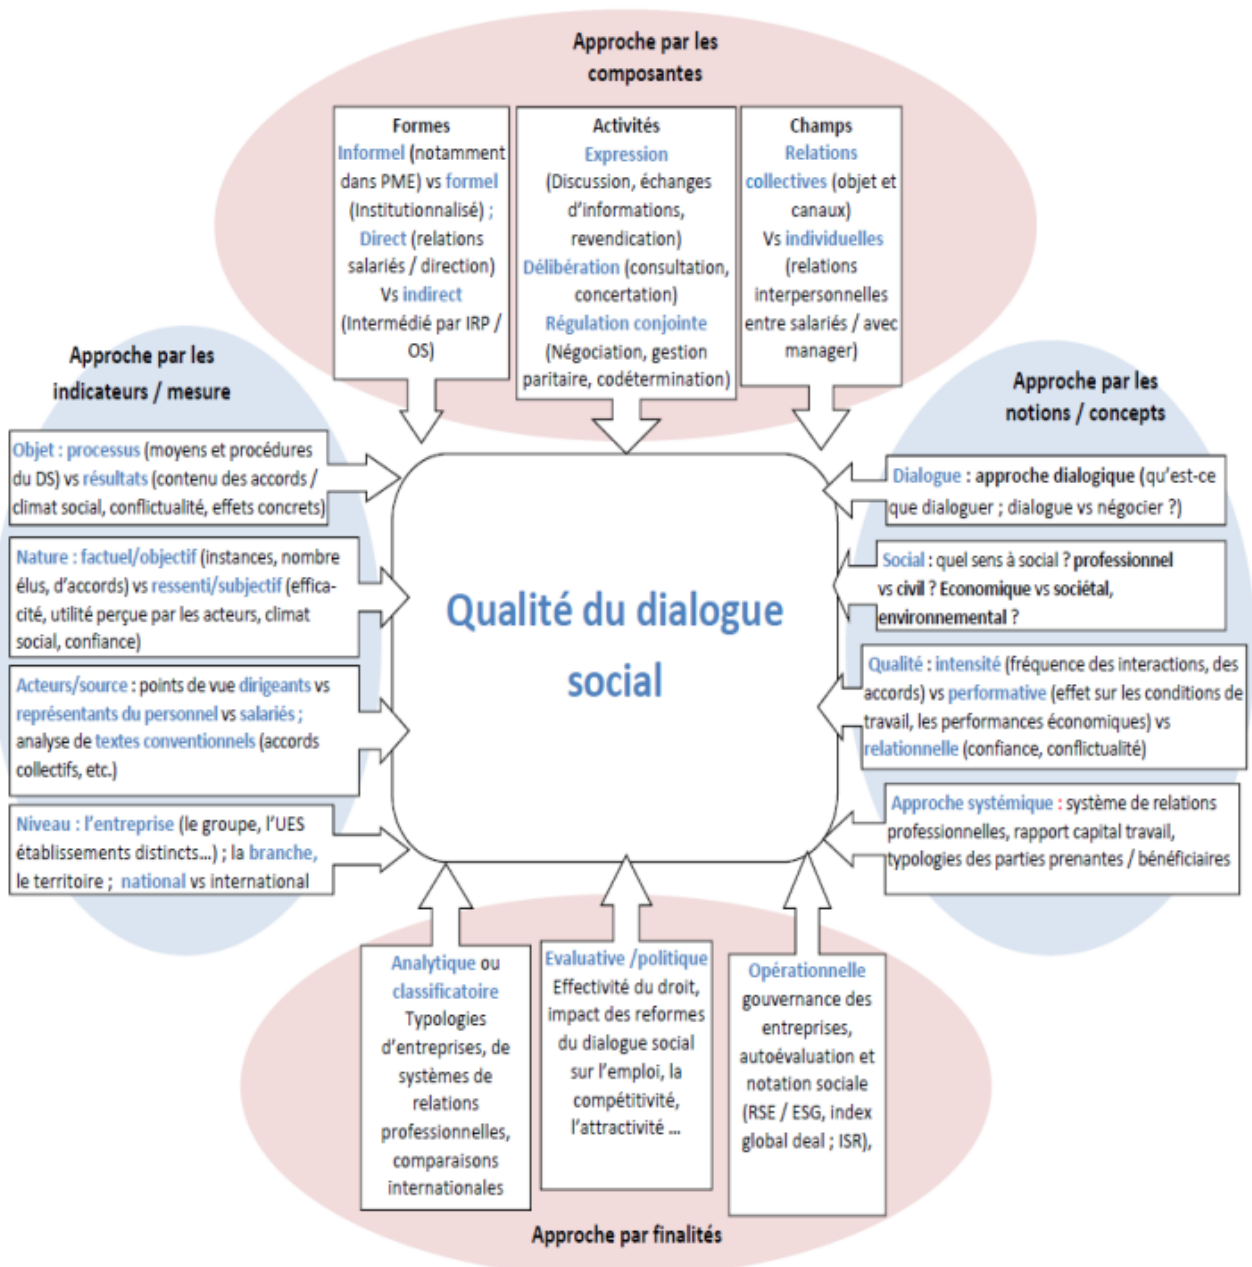 Approche par les
composantes
Formes
Informel (notamment
dans PME) vs formel
(Institutionnalisé) ;
Direct (relations
salariés / direction)
Vs indirect
(Intermédié par IRP /
OS)
Activités
Expression
(Discussion, échanges
d'informations,
revendication)
Délibération (consultation,
concertation)
Régulation conjointe
(Négociation, gestion
paritaire, codétermination)
Champs
Relations
collectives (objet et
canaux)
Vs individuelles
(relations
interpersonnelles
entre salariés / avec
manager)
Approche par les
indicateurs / mesure
Objet : processus (moyens et procédures
du DS) vs résultats (contenu des accords /
climat social, conflictualité, effets concrets)
Nature : factuel/objectif (instances, nombre
élus, d'accords) vs ressenti/subjectif (effica-
cité, utilité perçue par les acteurs, climat
social, confiance)
Acteurs/source : points de vue dirigeants vs
représentants du personnel vs salariés ;
analyse de textes conventionnels (accords
collectifs, etc.)
Niveau : l'entreprise (le groupe, l'UES
établissements distincts…) ; la branche,
le territoire ; national vs international
Qualité du dialogue
social
Approche par les
notions / concepts
Dialogue : approche dialogique (qu'est-ce
que dialoguer ; dialogue vs négocier ?)
Social : quel sens à social ? professionnel
vs civil ? Economique vs sociétal,
environnemental ?
Qualité : intensité (fréquence des interactions, des
accords) vs performative (effet sur les conditions de
travail, les performances économiques) vs
relationnelle (confiance, conflictualité)
Approche systémique : système de relations
professionnelles, rapport capital travail,
typologies des parties prenantes / bénéficiaires
Analytique ou
classificatoire
Typologies
d'entreprises, de
systèmes de
relations
professionnelles,
comparaisons
internationales
Evaluative /politique
Effectivité du droit,
impact des reformes
du dialogue social
sur l'emploi, la
compétitivité,
l'attractivité …
Opérationnelle
gouvernance des
entreprises,
autoévaluation et
notation sociale
(RSE / ESG, index
global deal ; ISR),
Approche par finalités